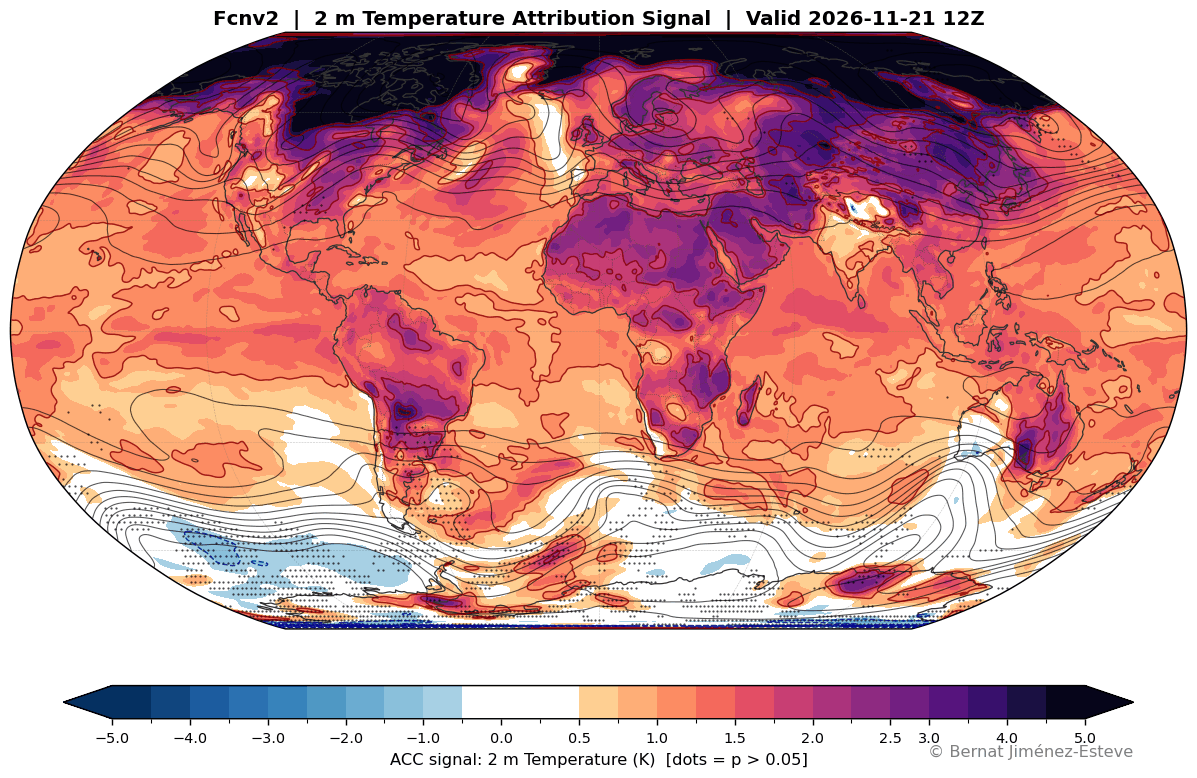 Fcnv2 | 2 m Temperature Attribution Signal | Valid 2026-11-21 12Z
−5.0 −4.0 −3.0 −2.0 −1.0 0.0 0.5 1.0 1.5 2.0 2.5 3.0 4.0 5.0
ACC signal: 2 m Temperature (K) [dots = p > 0.05]
© Bernat Jiménez-Esteve